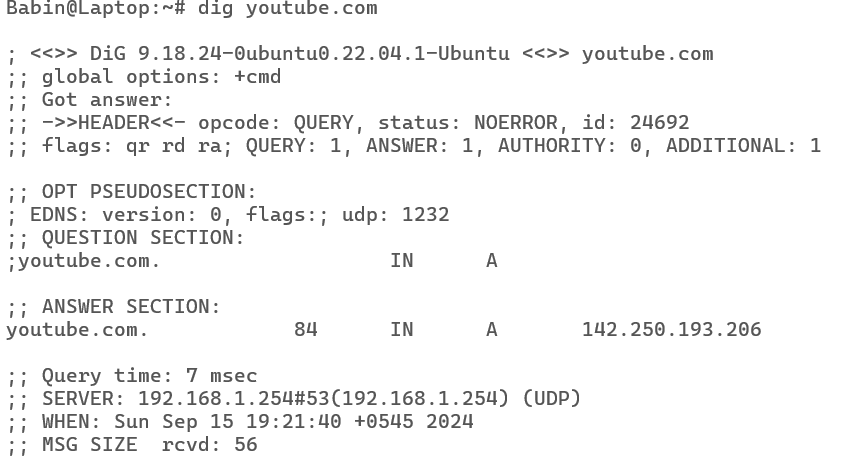 Babin@Laptop:~# dig youtube.com
; <<>> DiG 9.18.24-0ubuntu0.22.04.1-Ubuntu <<>> youtube.com
;; global options: +cmd
;; Got answer:
;; ->>HEADER<<- opcode: QUERY, status: NOERROR, id: 24692
;; flags: qr rd ra; QUERY: 1, ANSWER: 1, AUTHORITY: 0, ADDITIONAL: 1
;; OPT PSEUDOSECTION:
; EDNS: version: 0, flags:; udp: 1232
;; QUESTION SECTION:
;youtube.com. IN A
;; ANSWER SECTION:
youtube.com. 84 IN A 142.250.193.206
;; Query time: 7 msec
;; SERVER: 192.168.1.254#53(192.168.1.254) (UDP)
;; WHEN: Sun Sep 15 19:21:40 +0545 2024
;; MSG SIZE  rcvd: 56